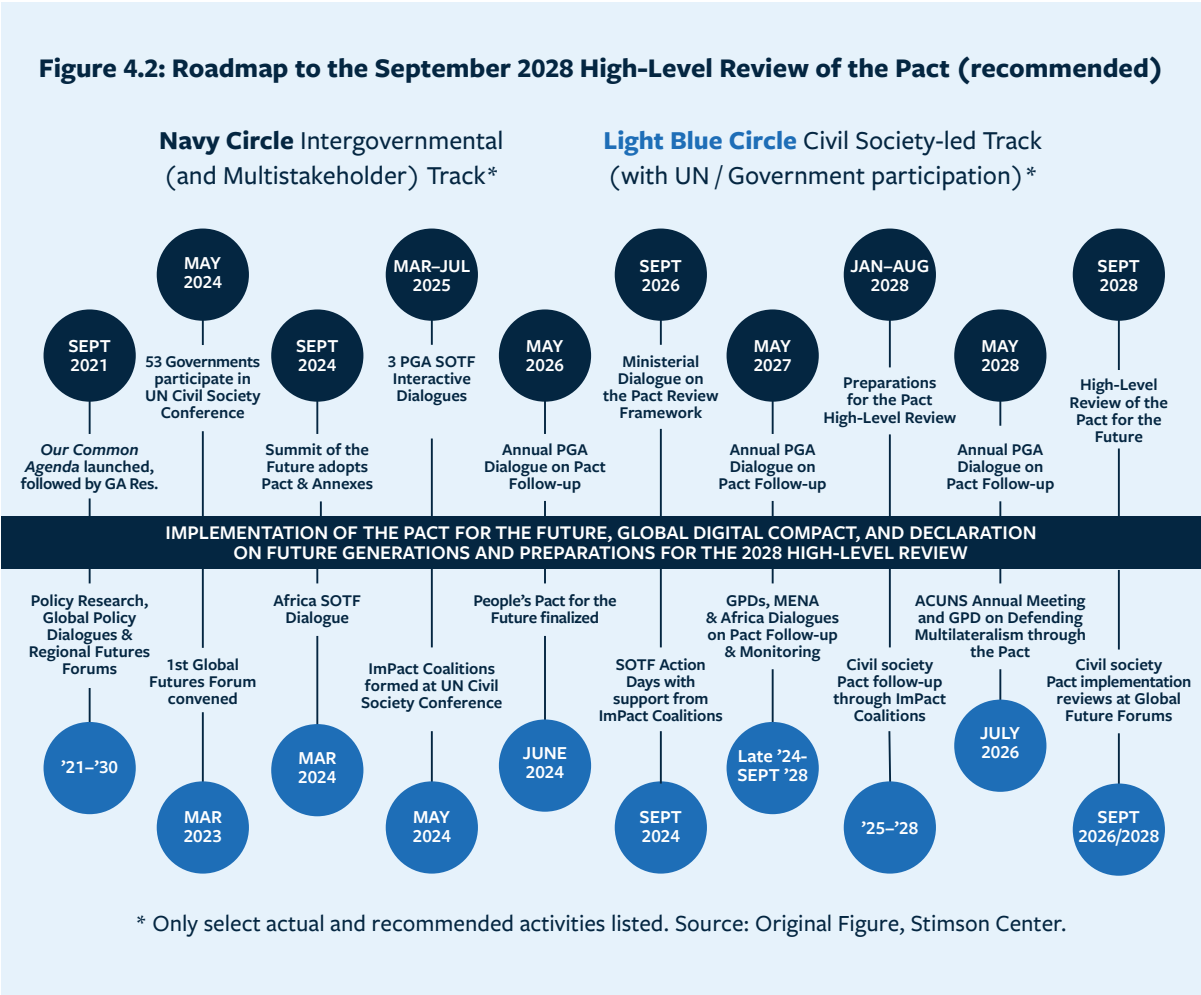 Figure 4.2: Roadmap to the September 2028 High-Level Review of the Pact (recommended)
Navy Circle Intergovernmental
(and Multistakeholder) Track*
Light Blue Circle Civil Society-led Track
(with UN / Government participation)*
SEPT
2021
Our Common
Agenda launched,
followed by GA Res.
MAY
2024
53 Governments
participate in
UN Civil Society
Conference
SEPT
2024
Summit of the
Future adopts
Pact & Annexes
MAR–JUL
2025
3 PGA SOTF
Interactive
Dialogues
MAY
2026
Annual PGA
Dialogue on Pact
Follow-up
SEPT
2026
Ministerial
Dialogue on
the Pact Review
Framework
MAY
2027
Annual PGA
Dialogue on
Pact Follow-up
JAN–AUG
2028
Preparations
for the Pact
High-Level Review
MAY
2028
Annual PGA
Dialogue on
Pact Follow-up
SEPT
2028
High-Level
Review of the
Pact for the
Future
IMPLEMENTATION OF THE PACT FOR THE FUTURE, GLOBAL DIGITAL COMPACT, AND DECLARATION
ON FUTURE GENERATIONS AND PREPARATIONS FOR THE 2028 HIGH-LEVEL REVIEW
Policy Research,
Global Policy
Dialogues &
Regional Futures
Forums
’21–’30
1st Global
Futures Forum
convened
MAR
2023
Africa SOTF
Dialogue
MAR
2024
ImPact Coalitions
formed at UN Civil
Society Conference
MAY
2024
People’s Pact for the
Future finalized
JUNE
2024
SOTF Action
Days with
support from
ImPact Coalitions
SEPT
2024
GPDs, MENA
& Africa Dialogues
on Pact Follow-up
& Monitoring
Late ’24-
SEPT ’28
Civil society
Pact follow-up
through ImPact
Coalitions
’25–’28
ACUNS Annual Meeting
and GPD on Defending
Multilateralism through
the Pact
JULY
2026
Civil society
Pact implementation
reviews at Global
Future Forums
SEPT
2026/2028
* Only select actual and recommended activities listed. Source: Original Figure, Stimson Center.